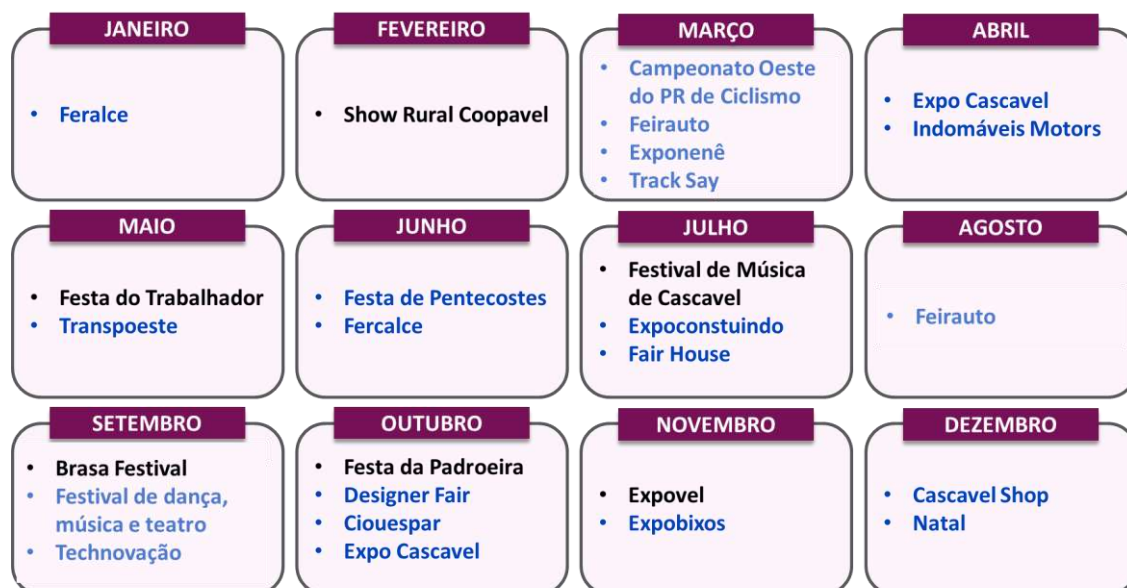 JANEIRO
• Feralce
FEVEREIRO
• Show Rural Coopavel
MARÇO
• Campeonato Oeste
do PR de Ciclismo
• Feirauto
• Exponenê
• Track Say
ABRIL
• Expo Cascavel
• Indomáveis Motors
MAIO
• Festa do Trabalhador
• Transpoeste
JUNHO
• Festa de Pentecostes
• Fercalce
JULHO
• Festival de Música
de Cascavel
• Expoconstuindo
• Fair House
AGOSTO
• Feirauto
SETEMBRO
• Brasa Festival
• Festival de dança,
música e teatro
• Technovação
OUTUBRO
• Festa da Padroeira
• Designer Fair
• Ciouespar
• Expo Cascavel
NOVEMBRO
• Expovel
• Expobixos
DEZEMBRO
• Cascavel Shop
• Natal